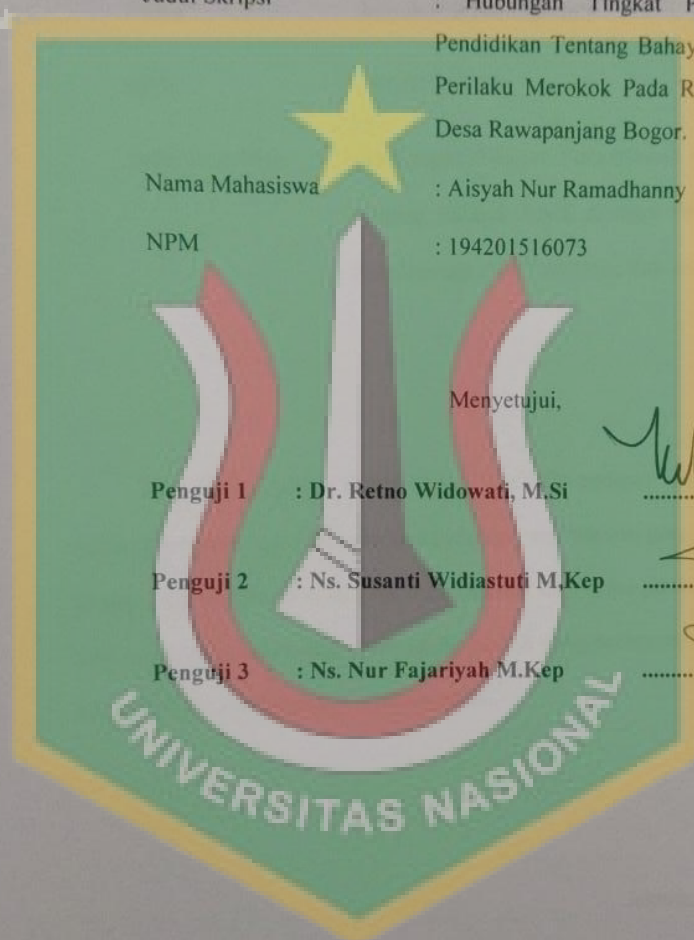 Judul Skripsi : Hubungan Tingkat
Pendidikan Tentang
Perilaku Merokok Pada
Desa Rawapanjang Bogor.
Nama Mahasiswa : Aisyah Nur Ramadhanny
NPM : 194201516073
Menyetujui,
Penguji 1 : Dr. Retno Widowati, M.Si
Penguji 2 : Ns. Susanti Widiastuti M,Kep
Penguji 3 : Ns. Nur Fajariyah M.Kep
UNIVERSITAS NASIONAL